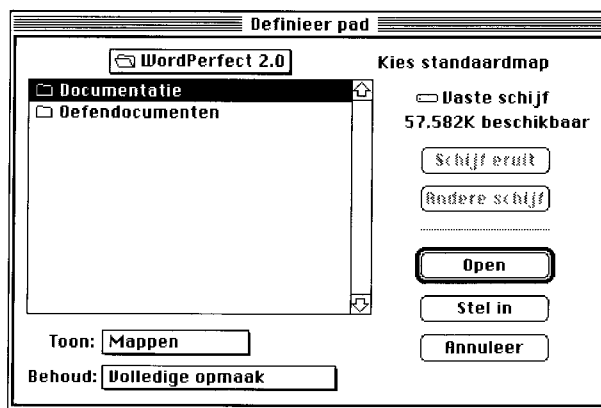 Definieer pad
WordPerfect 2.0
Documentatie
Oefendocumenten
Toon: Mappen
Behoud: Volledige opmaak
Kies standaardmap
Vaste schijf
57.582K beschikbaar
Schijf eruit
Andere schijf
Open
Stel in
Annuleer